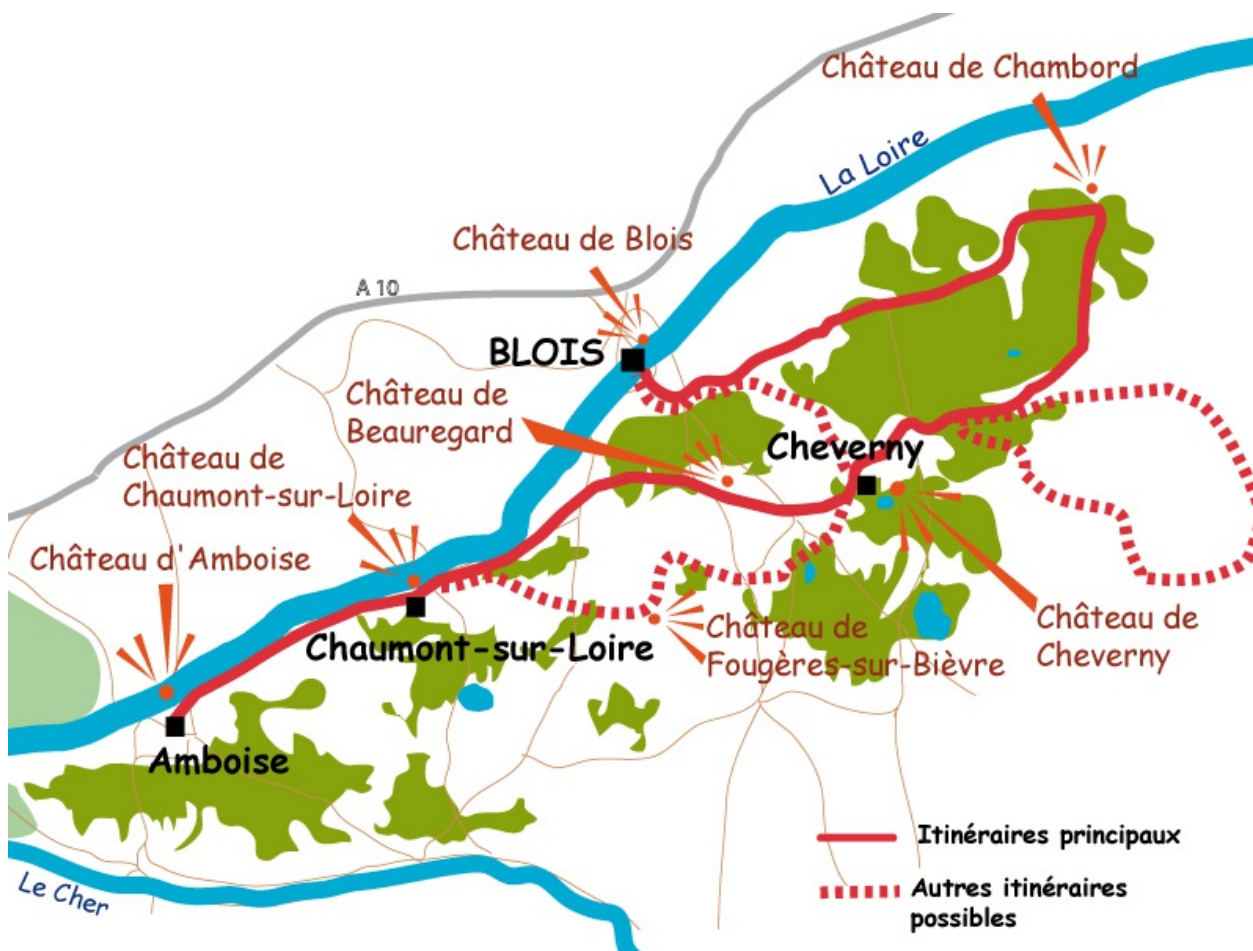 Château de Chambord
La Loire
Château de Blois
A 10
BLOIS
Château de
Beauregard
Cheverny
Château de
Chaumont-sur-Loire
Château d'Amboise
Château de
Cheverny
Château de
Fougères-sur-Bièvre
Chaumont-sur-Loire
Amboise
Itinéraires principaux
Autres itinéraires
possibles
Le Cher